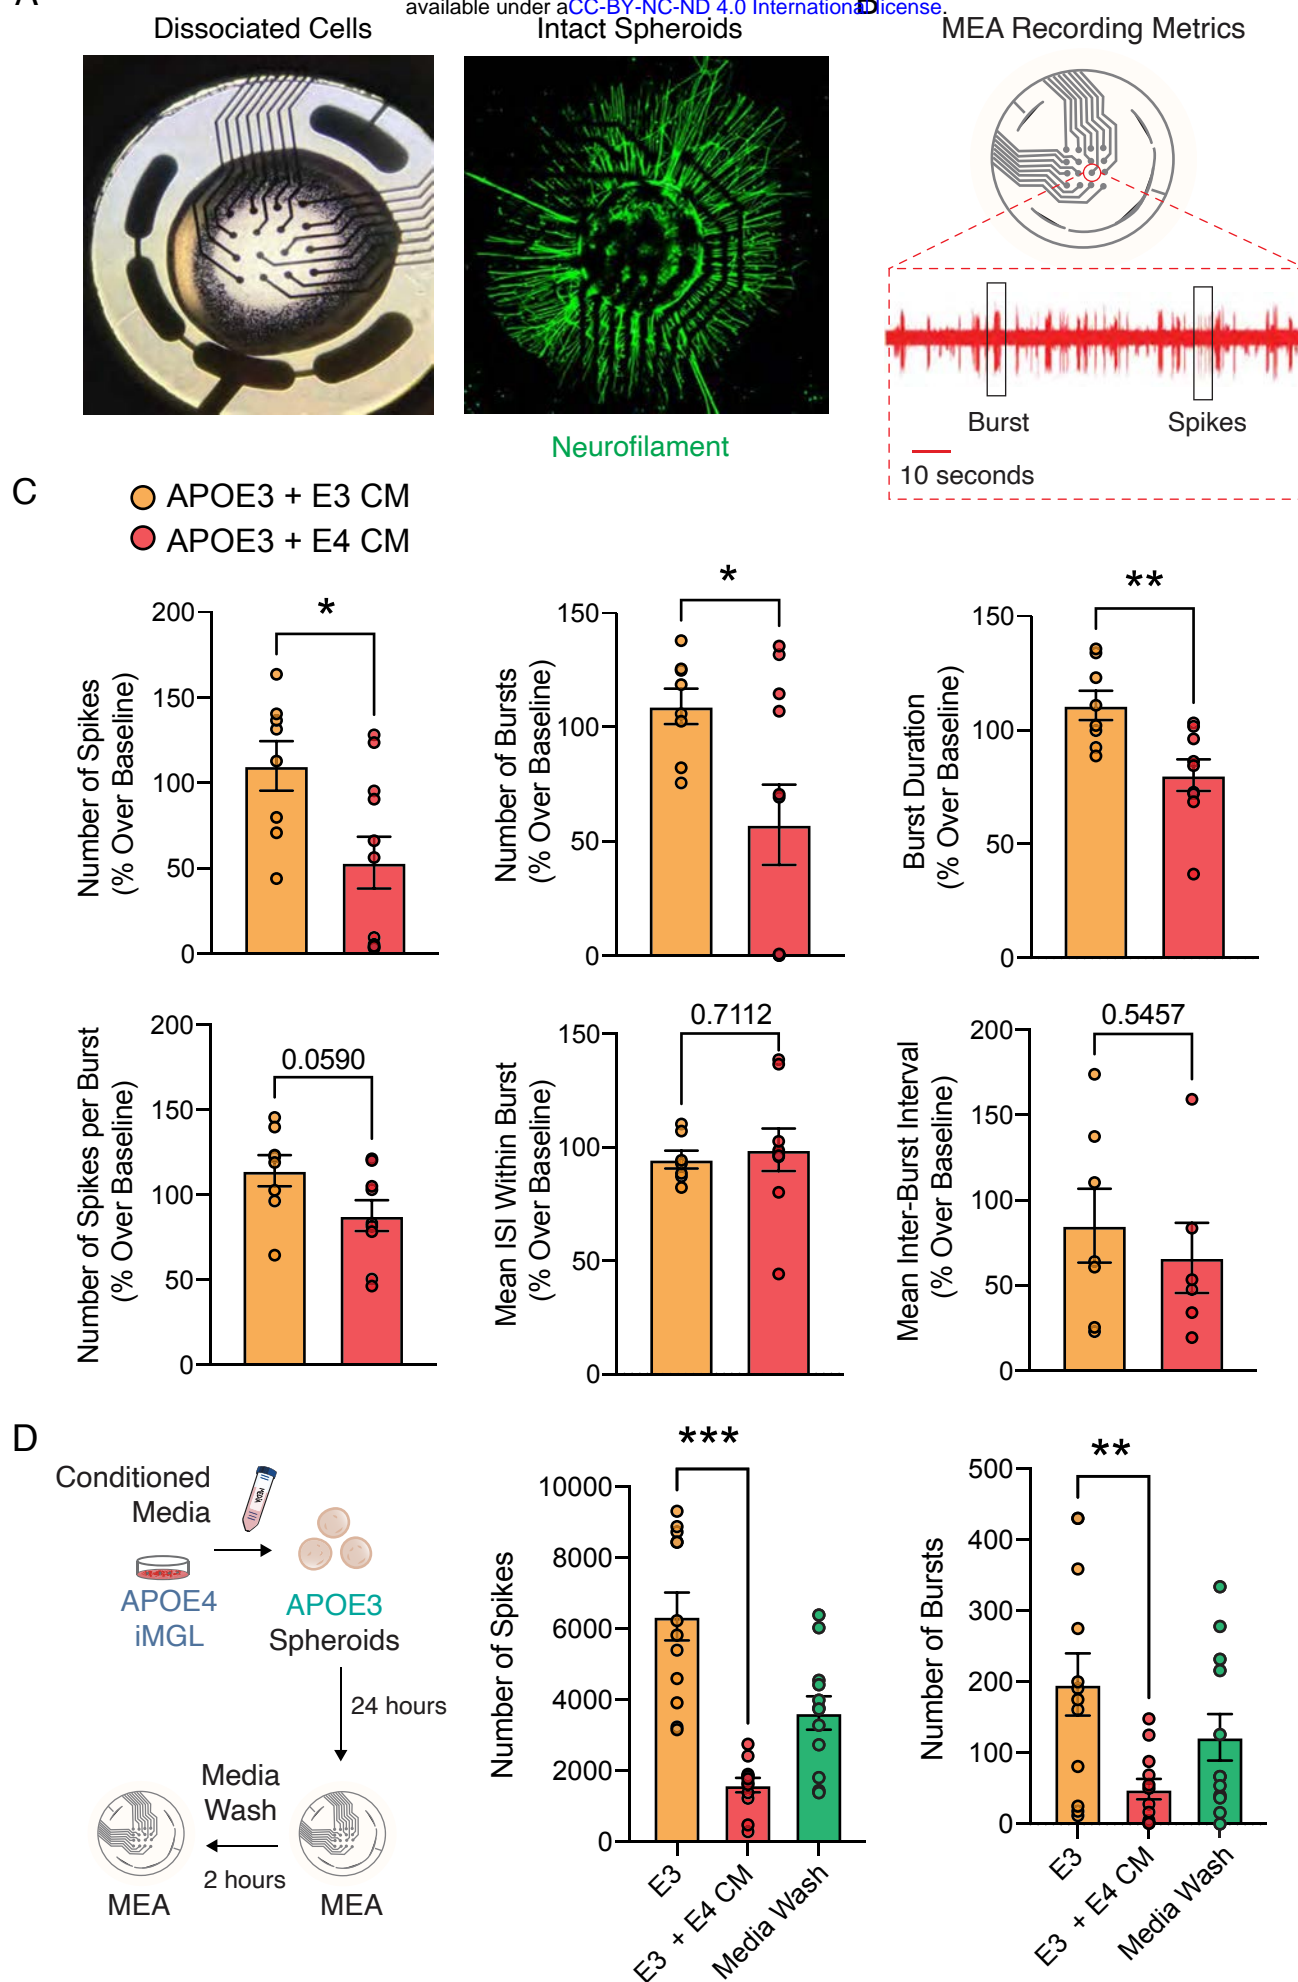 available under aCC-BY-NC-ND 4.0 International license.
Dissociated Cells
Intact Spheroids
MEA Recording Metrics
Neurofilament
Burst
Spikes
10 seconds
C
APOE3 + E3 CM
APOE3 + E4 CM
Number of Spikes
(% Over Baseline)
200
150
100
50
0
*
Number of Bursts
(% Over Baseline)
150
100
50
0
*
Burst Duration
(% Over Baseline)
150
100
50
0
**
Number of Spikes per Burst
(% Over Baseline)
200
150
100
50
0
0.0590
Mean ISI Within Burst
(% Over Baseline)
150
100
50
0
0.7112
Mean Inter-Burst Interval
(% Over Baseline)
200
150
100
50
0
0.5457
D
Conditioned
Media
MEDIA
APOE4
iMGL
APOE3
Spheroids
24 hours
Media
Wash
2 hours
MEA
MEA
Number of Spikes
10000
8000
6000
4000
2000
0
***
E3
E3 + E4 CM
Media Wash
Number of Bursts
500
400
300
200
100
0
**
E3
E3 + E4 CM
Media Wash